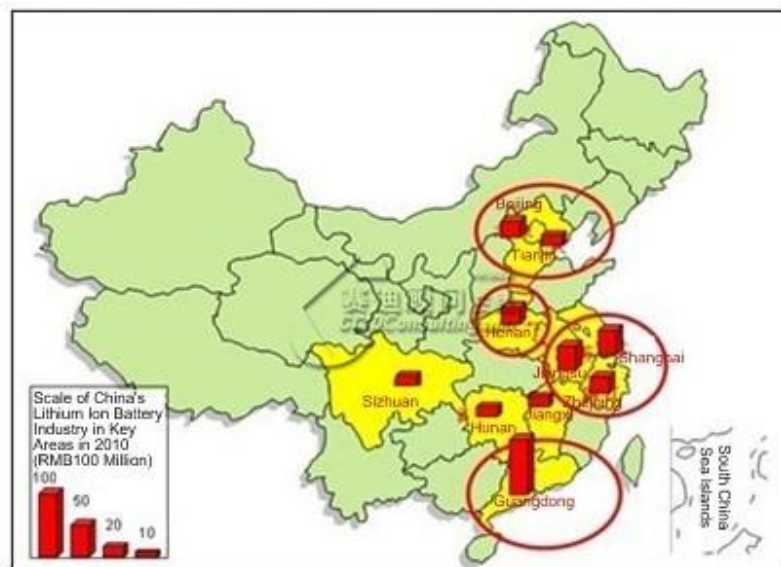 Beijing
Tianjin
Henan
Shanghai
Jiangsu
Zhejiang
Sizhuan
Hunan
Jiangxi
Guangdong
Scale of China's
Lithium Ion Battery
Industry in Key
Areas in 2010
(RMB100 Million)
100
50
20
10
South China
Sea Islands